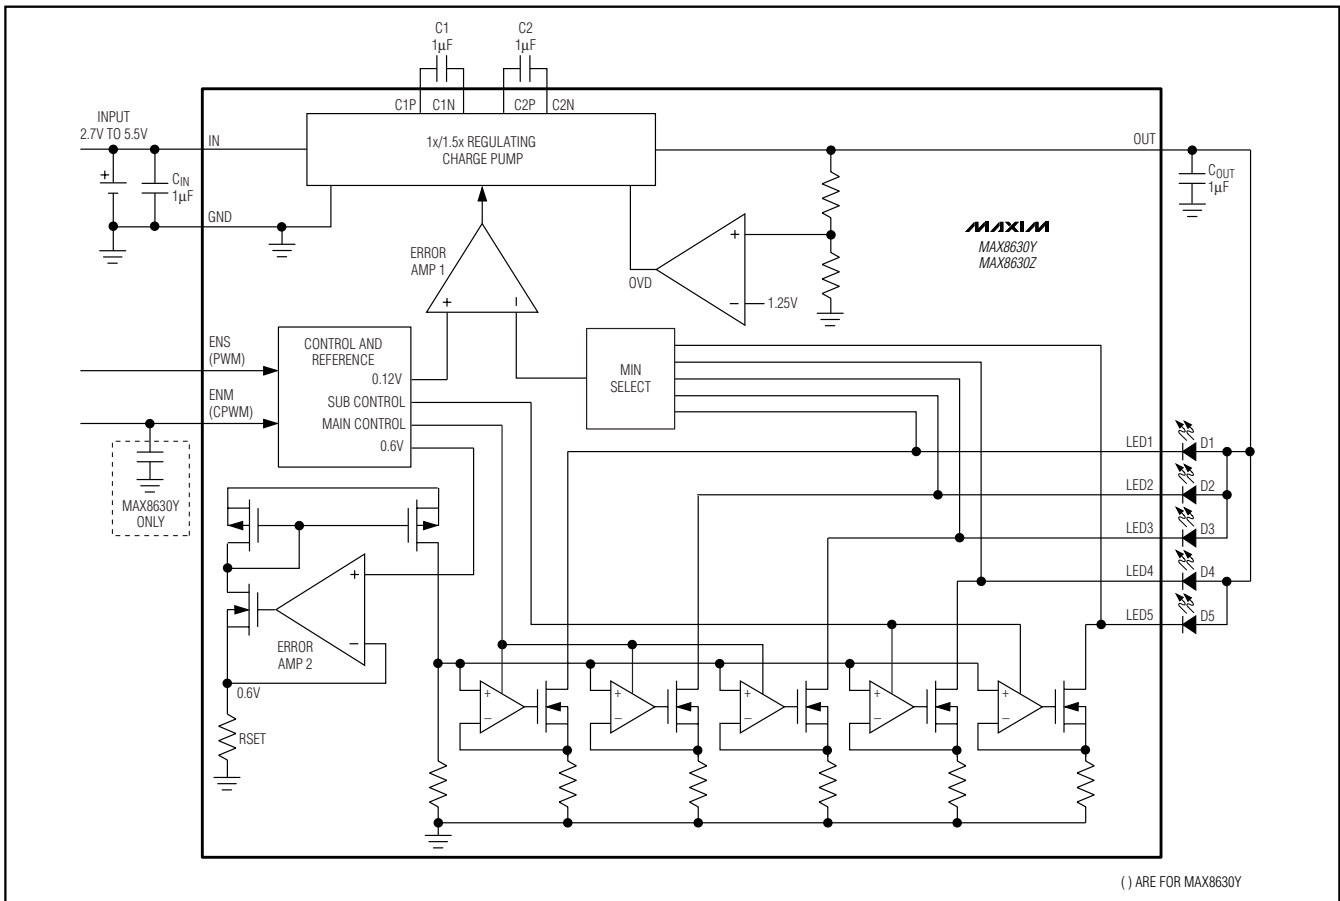 C1
1µF
C2
1µF
C1P
C1N
C2P
C2N
INPUT
2.7V TO 5.5V
IN
1x/1.5x REGULATING
CHARGE PUMP
OUT
+
CIN
1µF
COUT
1µF
GND
MAXIM
MAX8630Y
MAX8630Z
ERROR
AMP 1
+
−
OVD
+
−
1.25V
ENS
(PWM)
CONTROL AND
REFERENCE
0.12V
SUB CONTROL
MAIN CONTROL
0.6V
MIN
SELECT
ENM
(CPWM)
MAX8630Y
ONLY
LED1
D1
LED2
D2
LED3
D3
LED4
D4
LED5
D5
+
−
ERROR
AMP 2
0.6V
RSET
+
−
+
−
+
−
+
−
+
−
( ) ARE FOR MAX8630Y